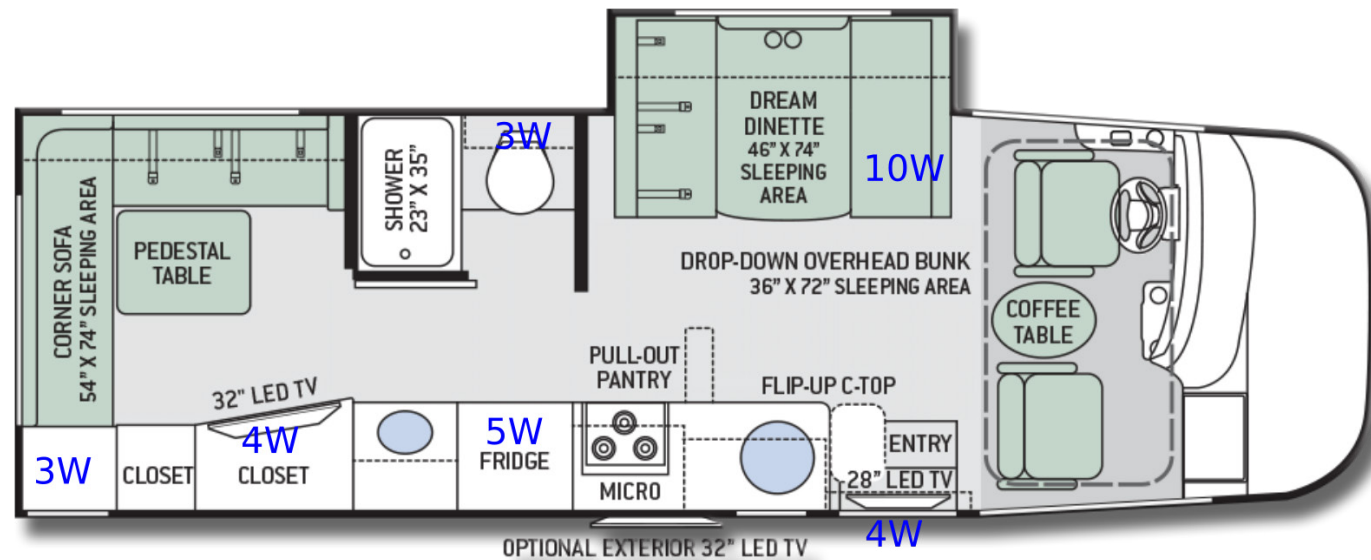 3W
DREAM
DINETTE
46" X 74"
SLEEPING
AREA
10W
SHOWER
23" X 35"
CORNER SOFA
54" X 74" SLEEPING AREA
PEDESTAL
TABLE
DROP-DOWN OVERHEAD BUNK
36" X 72" SLEEPING AREA
COFFEE
TABLE
PULL-OUT
PANTRY
FLIP-UP C-TOP
32" LED TV
4W
5W
FRIDGE
3W
CLOSET
CLOSET
MICRO
ENTRY
28" LED TV
4W
OPTIONAL EXTERIOR 32" LED TV